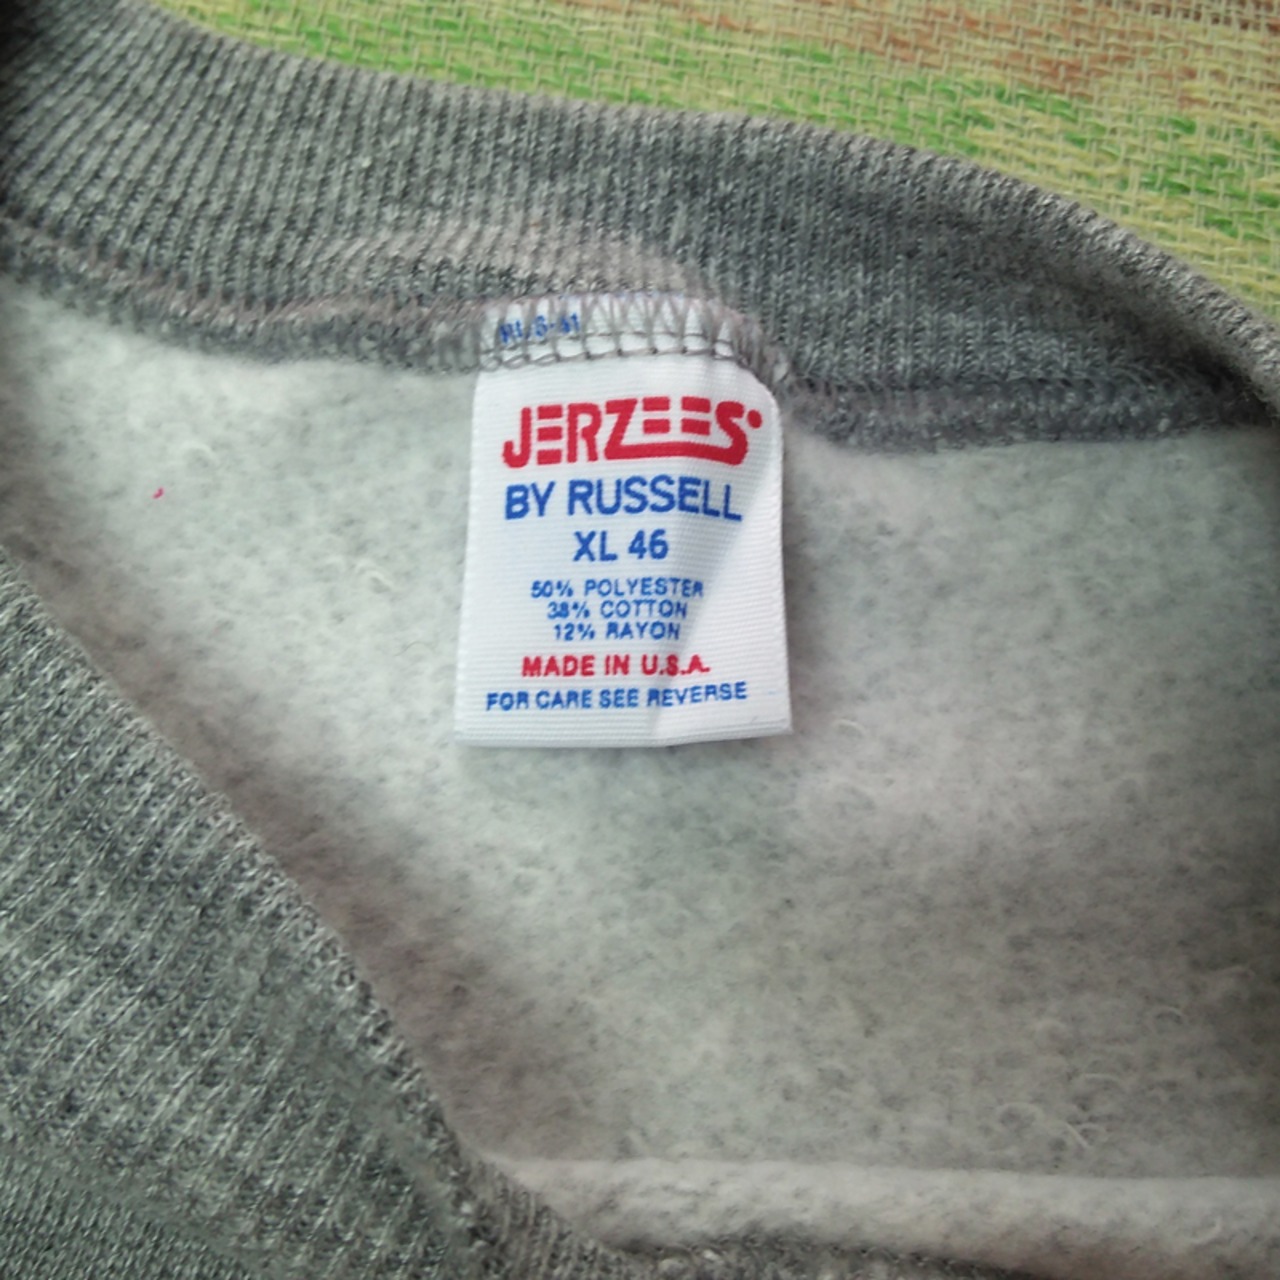 JERZEES
BY RUSSELL
XL 46
50% POLYESTER
38% COTTON
12% RAYON
MADE IN U.S.A.
FOR CARE SEE REVERSE